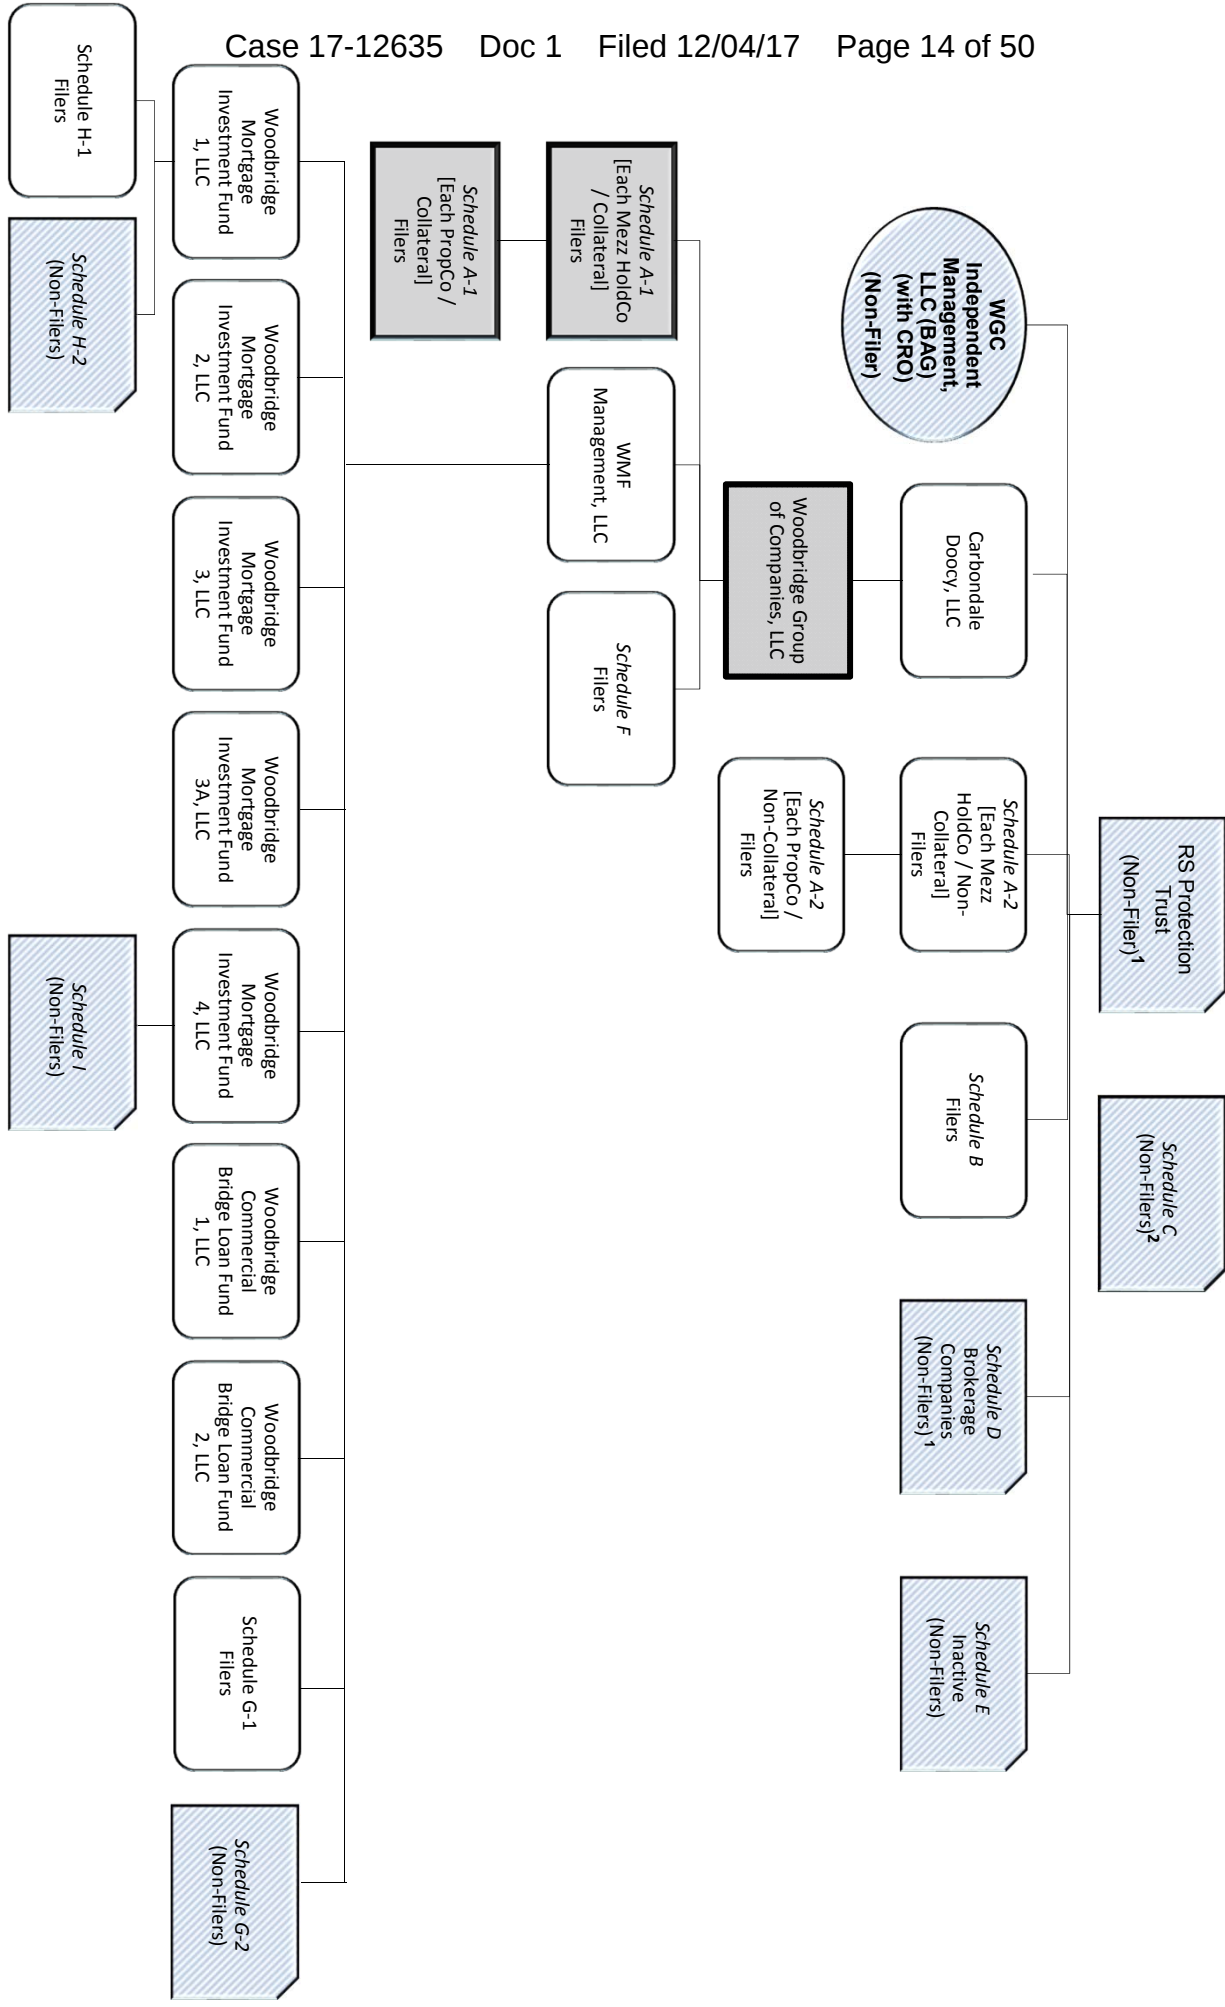 Case 17-12635 Doc 1 Filed 12/04/17 Page 14 of 50
RS Protection
Trust
(Non-Filer)1
Schedule C
(Non-Filers)2
WGC
Independent
Management,
LLC (BAG)
(with CRO)
(Non-Filer)
Carbondale
Doocy, LLC
Schedule A-2
[Each Mezz
HoldCo / Non-
Collateral]
Filers
Schedule B
Filers
Schedule D
Brokerage
Companies
(Non-Filers) 1
Schedule E
Inactive
(Non-Filers)
Woodbridge Group
of Companies, LLC
Schedule A-2
[Each PropCo /
Non-Collateral]
Filers
Schedule A-1
[Each Mezz HoldCo
/ Collateral]
Filers
WMF
Management, LLC
Schedule F
Filers
Schedule A-1
[Each PropCo /
Collateral]
Filers
Woodbridge
Mortgage
Investment Fund
1, LLC
Woodbridge
Mortgage
Investment Fund
2, LLC
Woodbridge
Mortgage
Investment Fund
3, LLC
Woodbridge
Mortgage
Investment Fund
3A, LLC
Woodbridge
Mortgage
Investment Fund
4, LLC
Woodbridge
Commercial
Bridge Loan Fund
1, LLC
Woodbridge
Commercial
Bridge Loan Fund
2, LLC
Schedule G-1
Filers
Schedule G-2
(Non-Filers)
Schedule H-1
Filers
Schedule H-2
(Non-Filers)
Schedule I
(Non-Filers)